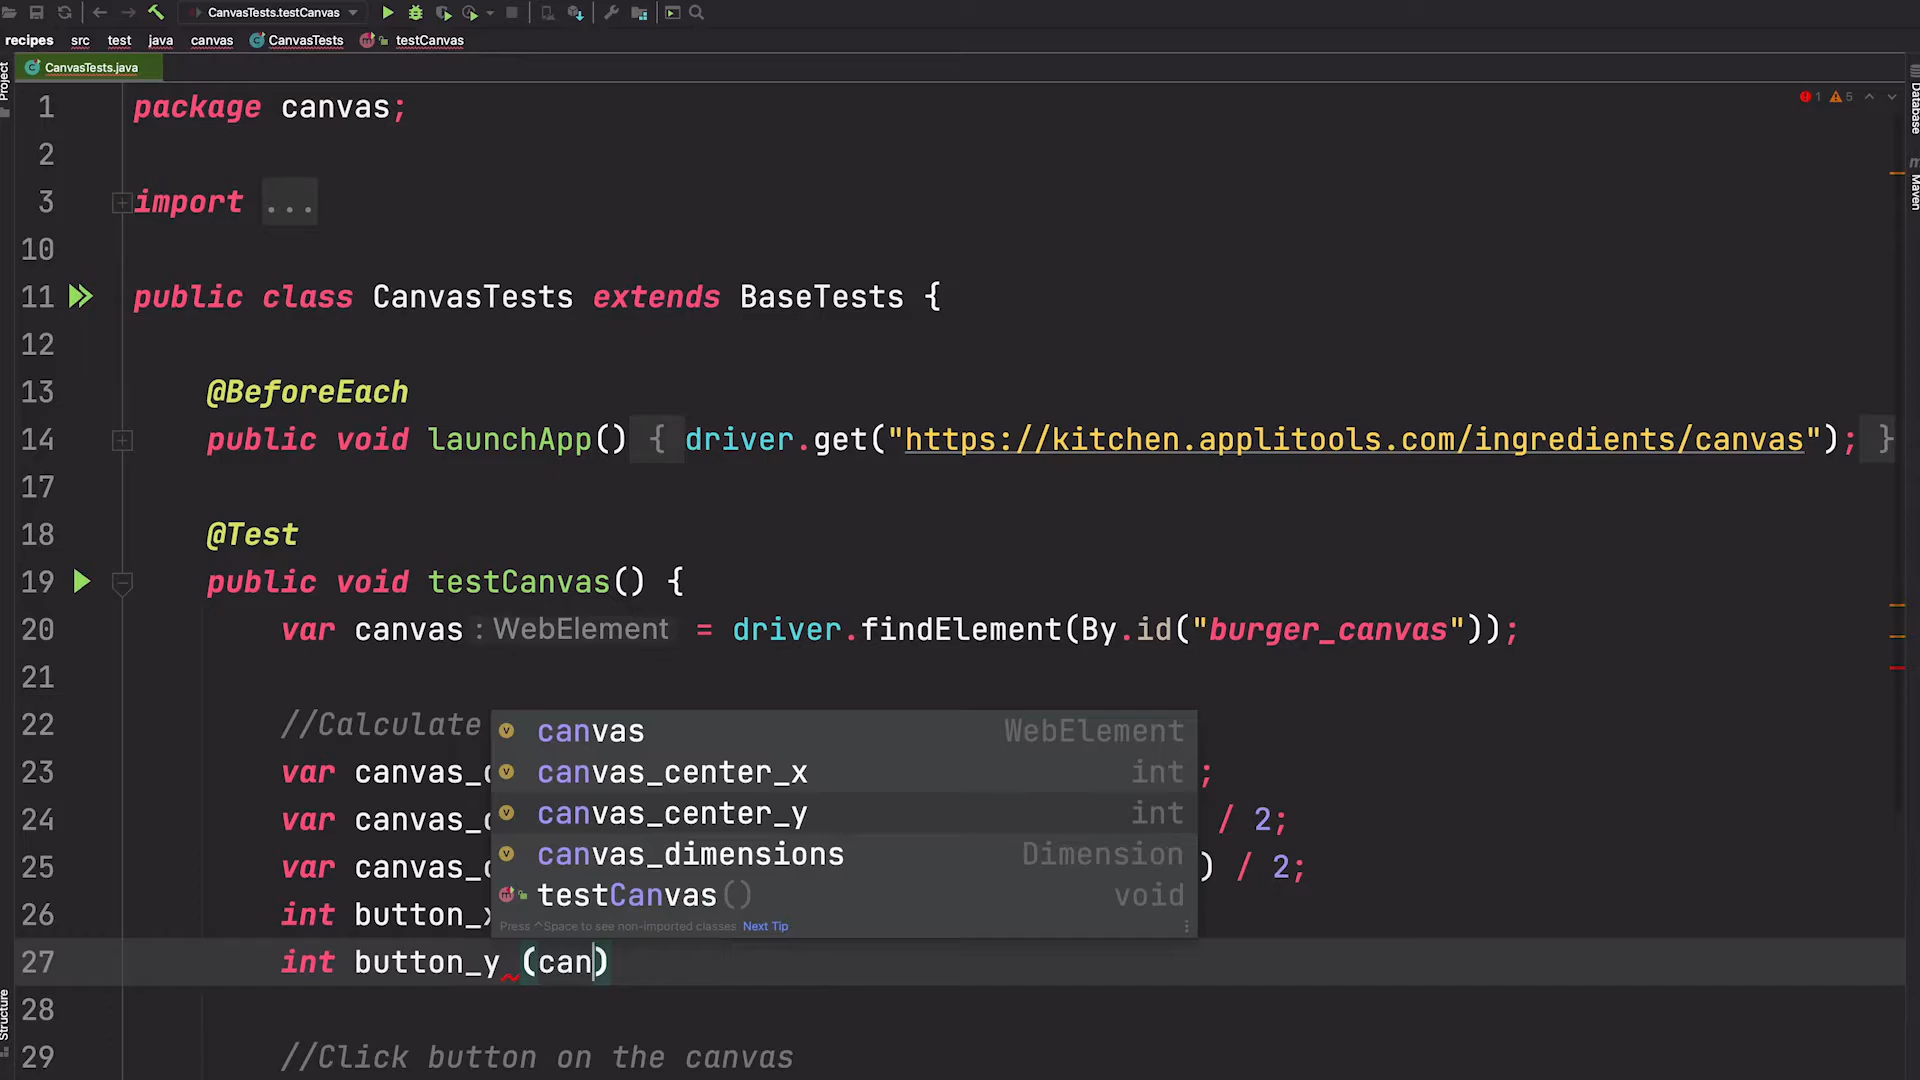 CanvasTests.testCanvas
recipes src test java canvas CanvasTests testCanvas
Project
CanvasTests.java
1 package canvas;
1 5
Database
2
3 import ...
Maven
10
11 public class CanvasTests extends BaseTests {
12
13 @BeforeEach
14 public void launchApp() { driver.get("https://kitchen.applitools.com/ingredients/canvas"); }
17
18 @Test
19 public void testCanvas() {
20 var canvas : WebElement = driver.findElement(By.id("burger_canvas"));
21
22 //Calculate
canvas WebElement
23 var canvas_ ;
canvas_center_x int
24 var canvas_ / 2;
canvas_center_y int
25 var canvas_ ) / 2;
canvas_dimensions Dimension
26 int button_x
testCanvas() void
Press ^Space to see non-imported classes Next Tip
27 int button_y (can)
28
Structure
29 //Click button on the canvas